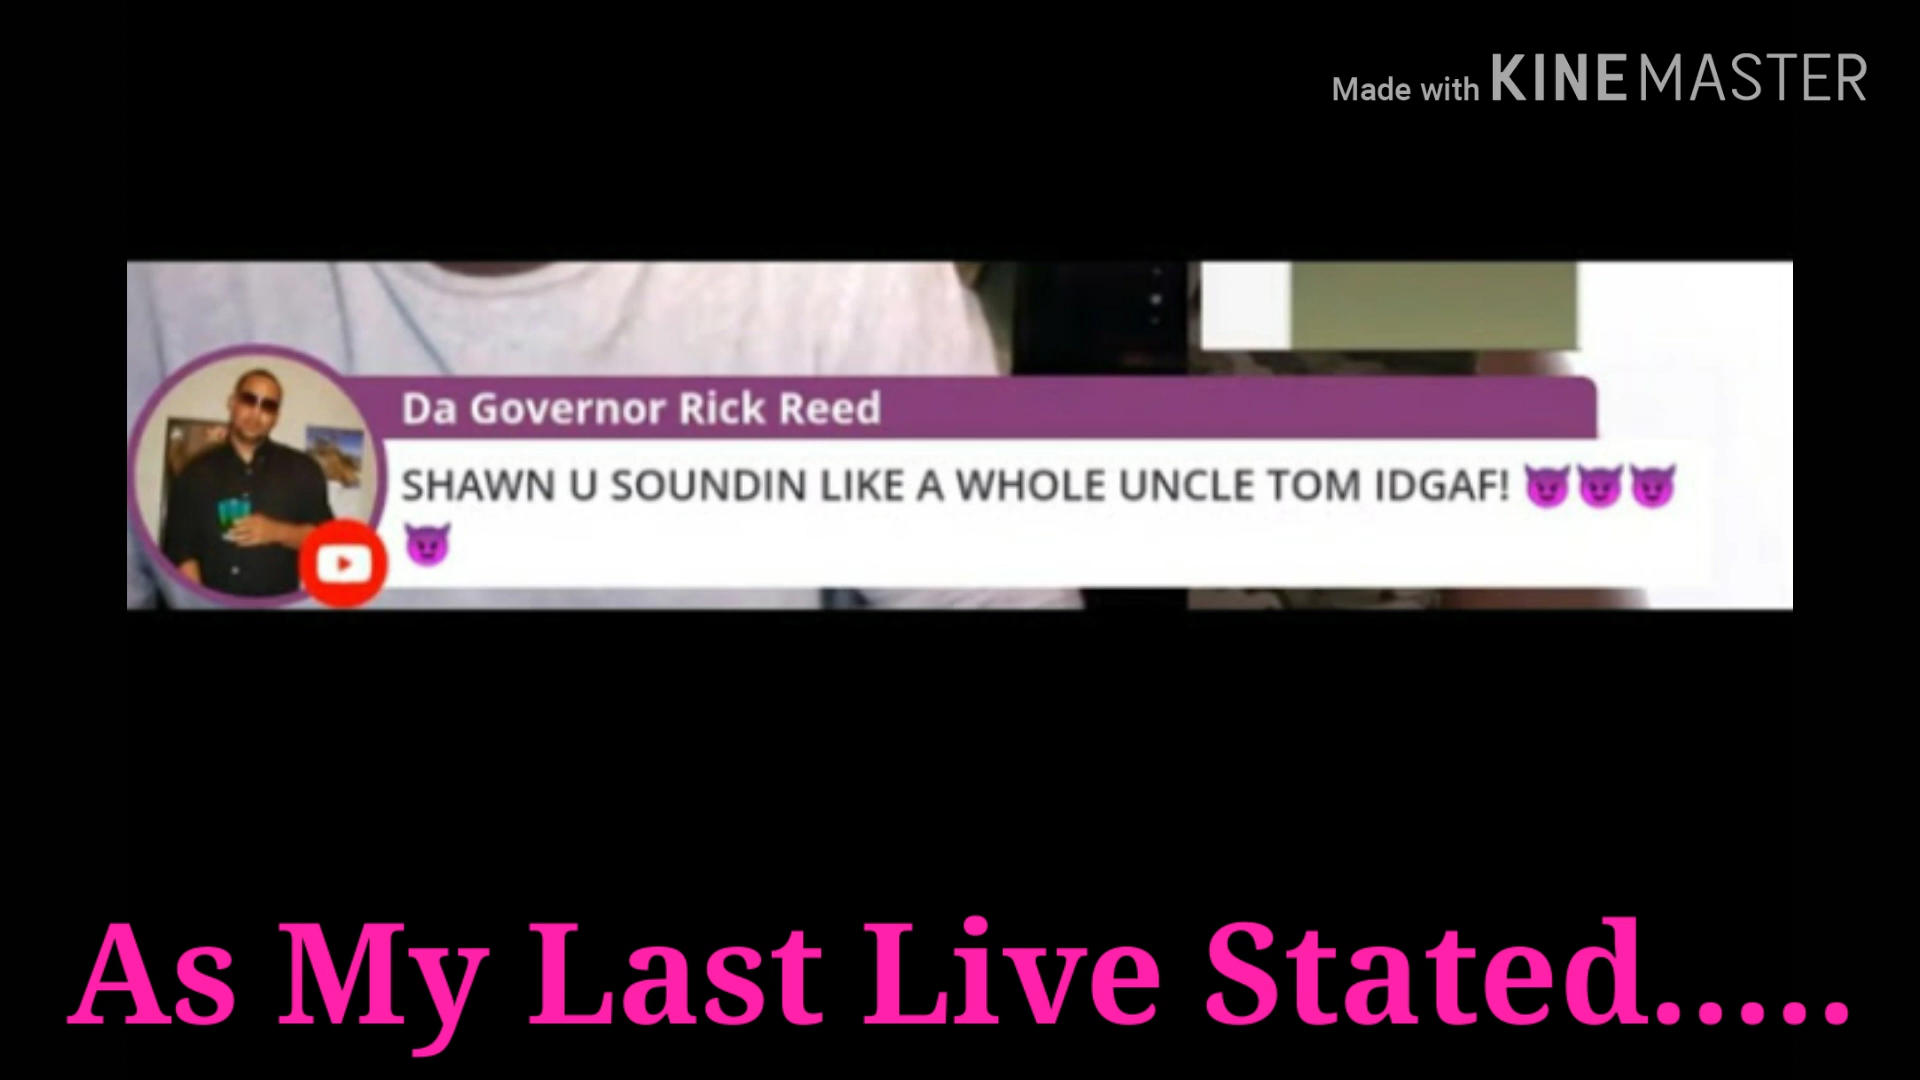 Made with KINEMASTER
Da Governor Rick Reed
SHAWN U SOUNDIN LIKE A WHOLE UNCLE TOM IDGAF! 😈😈😈
😈
As My Last Live Stated.....